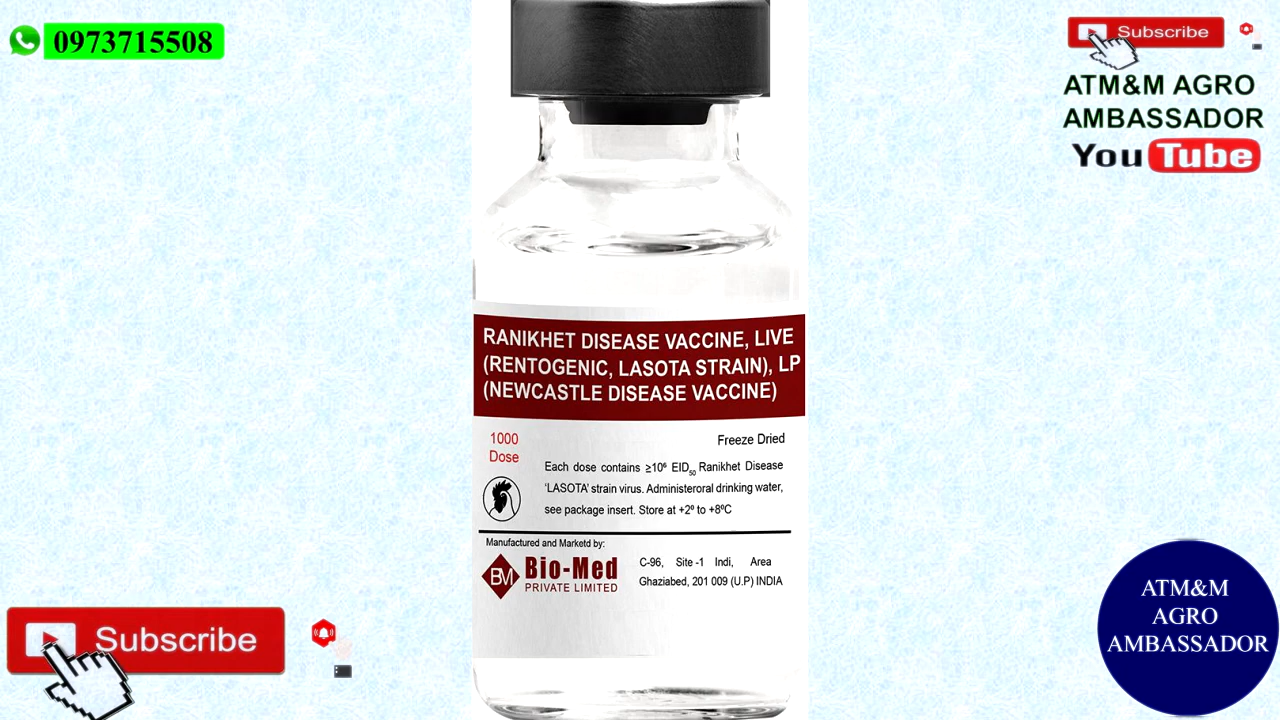 0973715508
Subscribe
ATM&M AGRO
AMBASSADOR
YouTube
RANIKHET DISEASE VACCINE, LIVE
(RENTOGENIC, LASOTA STRAIN), LP
(NEWCASTLE DISEASE VACCINE)
1000
Dose
Freeze Dried
Each dose contains ≥10⁶ EID₅₀ Ranikhet Disease
‘LASOTA’ strain virus. Administeroral drinking water,
see package insert. Store at +2º to +8ºC
Manufactured and Marketd by:
BM
Bio-Med
PRIVATE LIMITED
C-96, Site -1 Indi, Area
Ghaziabed, 201 009 (U.P) INDIA
Subscribe
ATM&M
AGRO
AMBASSADOR